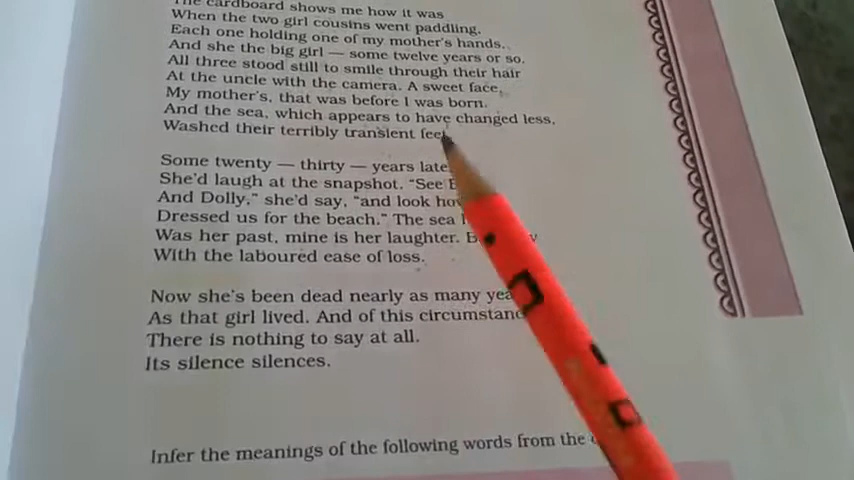 The cardboard shows me how it was
When the two girl cousins went paddling,
Each one holding one of my mother's hands,
And she the big girl — some twelve years or so.
All three stood still to smile through their hair
At the uncle with the camera. A sweet face,
My mother's, that was before I was born.
And the sea, which appears to have changed less,
Washed their terribly transient feet
Some twenty — thirty — years
She'd laugh at the snapshot. "See
And Dolly," she'd say, "and look
Dressed us for the beach." The sea
Was her past, mine is her laughter.
With the laboured ease of loss.
Now she's been dead nearly as many
As that girl lived. And of this
There is nothing to say at all.
Its silence silences.
Infer the meanings of the following words from the